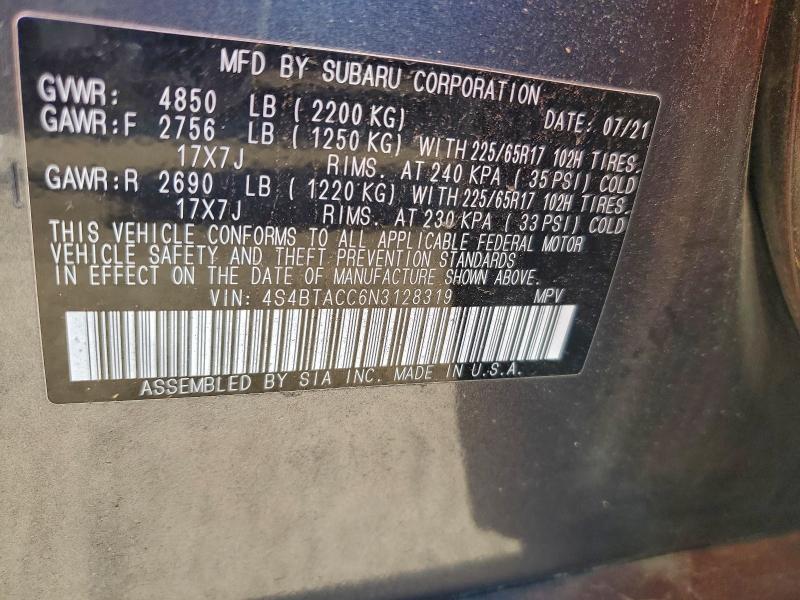 MFD BY SUBARU CORPORATION
GVWR: 4850 LB ( 2200 KG) DATE: 07/21
GAWR:F 2756 LB ( 1250 KG) WITH 225/65R17 102H TIRES.
17X7J RIMS. AT 240 KPA ( 35 PSI) COLD
GAWR:R 2690 LB ( 1220 KG) WITH 225/65R17 102H TIRES.
17X7J RIMS. AT 230 KPA ( 33 PSI) COLD
THIS VEHICLE CONFORMS TO ALL APPLICABLE FEDERAL MOTOR
VEHICLE SAFETY AND THEFT PREVENTION STANDARDS
IN EFFECT ON THE DATE OF MANUFACTURE SHOWN ABOVE.
VIN: 4S4BTACC6N3128319 MPV
ASSEMBLED BY SIA INC. MADE IN U.S.A.